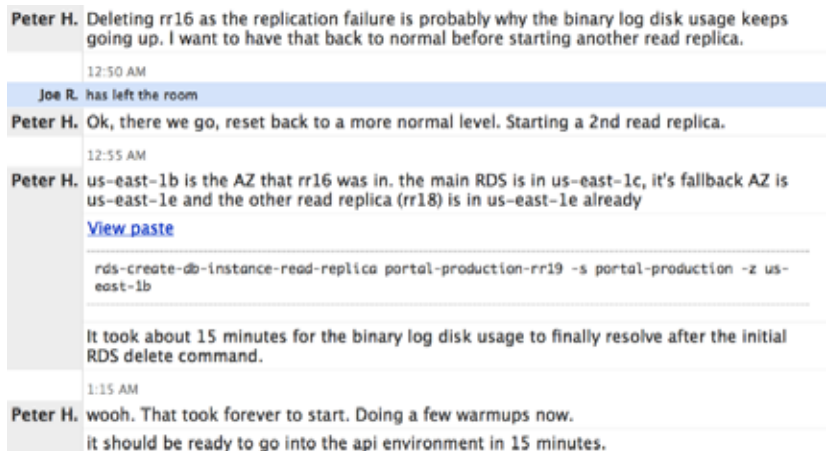 Peter H. Deleting rr16 as the replication failure is probably why the binary log disk usage keeps
going up. I want to have that back to normal before starting another read replica.
12:50 AM
Joe R. has left the room
Peter H. Ok, there we go, reset back to a more normal level. Starting a 2nd read replica.
12:55 AM
Peter H. us-east-1b is the AZ that rr16 was in. the main RDS is in us-east-1c, it's fallback AZ is
us-east-1e and the other read replica (rr18) is in us-east-1e already
View paste
rds-create-db-instance-read-replica portal-production-rr19 -s portal-production -z us-
east-1b
It took about 15 minutes for the binary log disk usage to finally resolve after the initial
RDS delete command.
1:15 AM
Peter H. wooh. That took forever to start. Doing a few warmups now.
it should be ready to go into the api environment in 15 minutes.